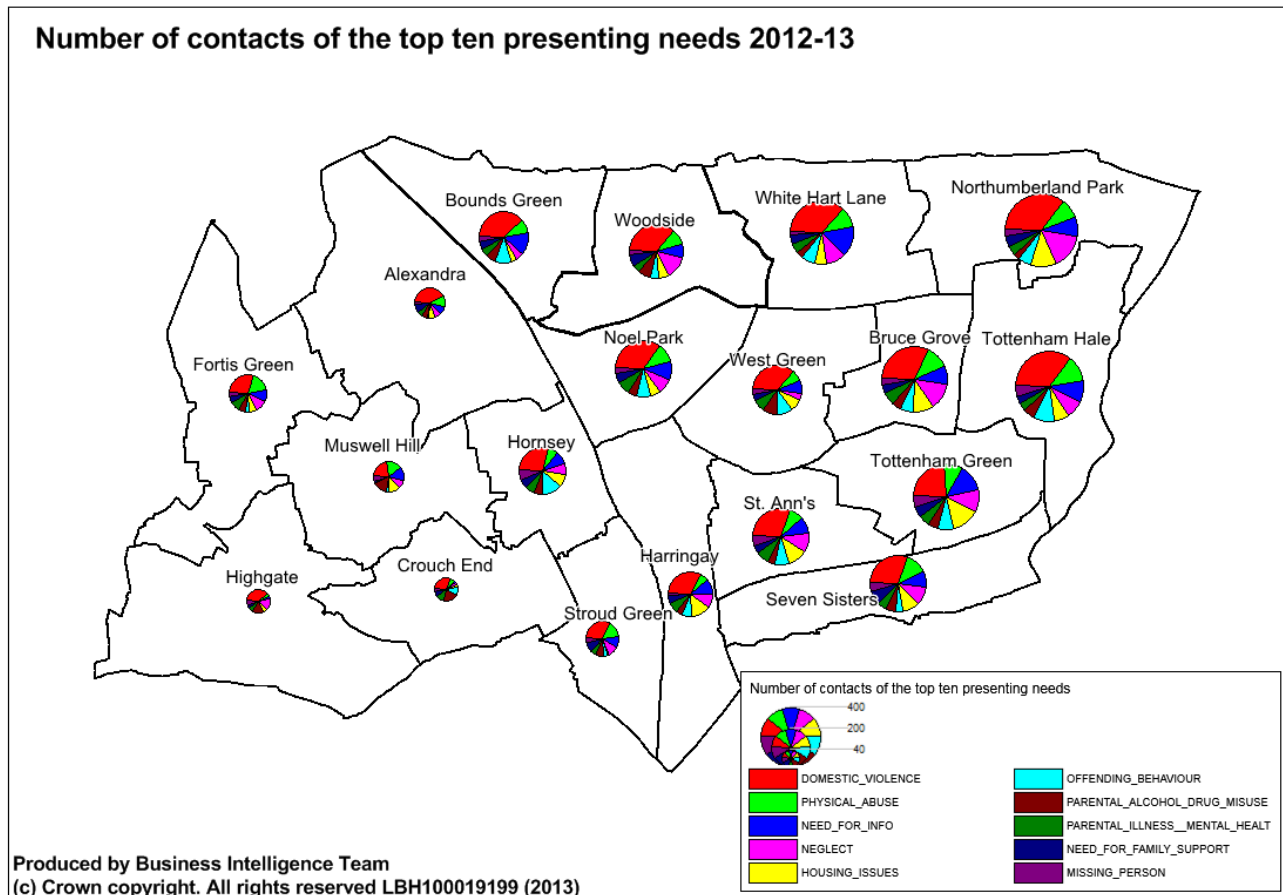 Number of contacts of the top ten presenting needs 2012-13
Northumberland Park
White Hart Lane
Bounds Green
Woodside
Alexandra
Noel Park
Bruce Grove
Tottenham Hale
West Green
Fortis Green
Muswell Hill
Hornsey
Tottenham Green
St. Ann's
Harringay
Crouch End
Highgate
Seven Sisters
Stroud Green
Number of contacts of the top ten presenting needs
400
200
40
DOMESTIC_VIOLENCE
PHYSICAL_ABUSE
NEED_FOR_INFO
NEGLECT
HOUSING_ISSUES
OFFENDING_BEHAVIOUR
PARENTAL_ALCOHOL_DRUG_MISUSE
PARENTAL_ILLNESS__MENTAL_HEALT
NEED_FOR_FAMILY_SUPPORT
MISSING_PERSON
Produced by Business Intelligence Team
(c) Crown copyright. All rights reserved LBH100019199 (2013)